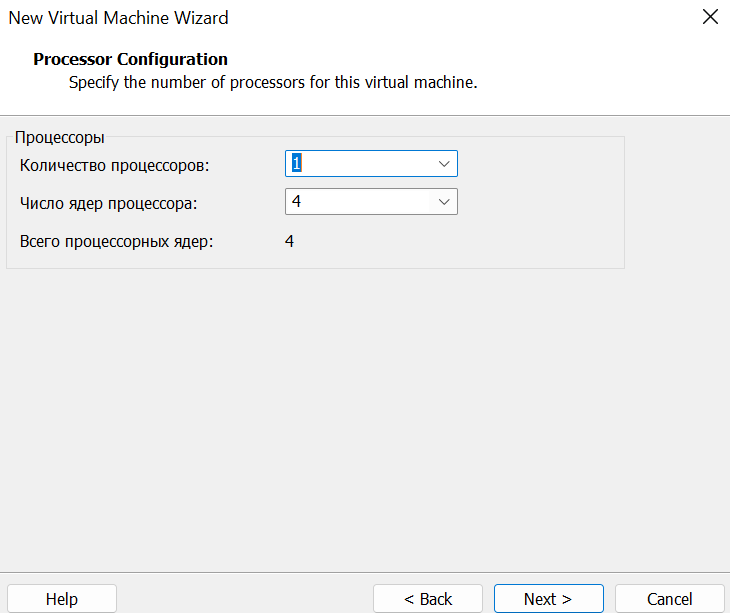 New Virtual Machine Wizard
Processor Configuration
Specify the number of processors for this virtual machine.
Процессоры
Количество процессоров: 1
Число ядер процессора: 4
Всего процессорных ядер: 4
Help < Back Next > Cancel